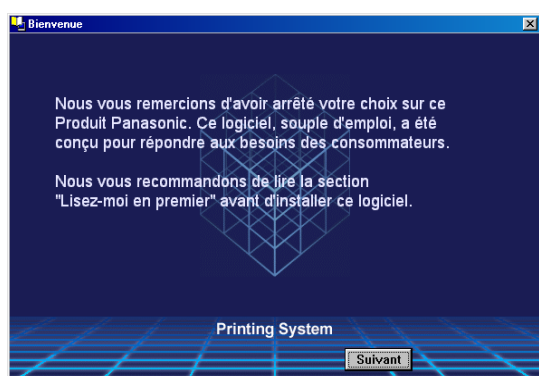 Bienvenue
Nous vous remercions d'avoir arrêté votre choix sur ce
Produit Panasonic. Ce logiciel, souple d'emploi, a été
conçu pour répondre aux besoins des consommateurs.
Nous vous recommandons de lire la section
"Lisez-moi en premier" avant d'installer ce logiciel.
Printing System
Suivant